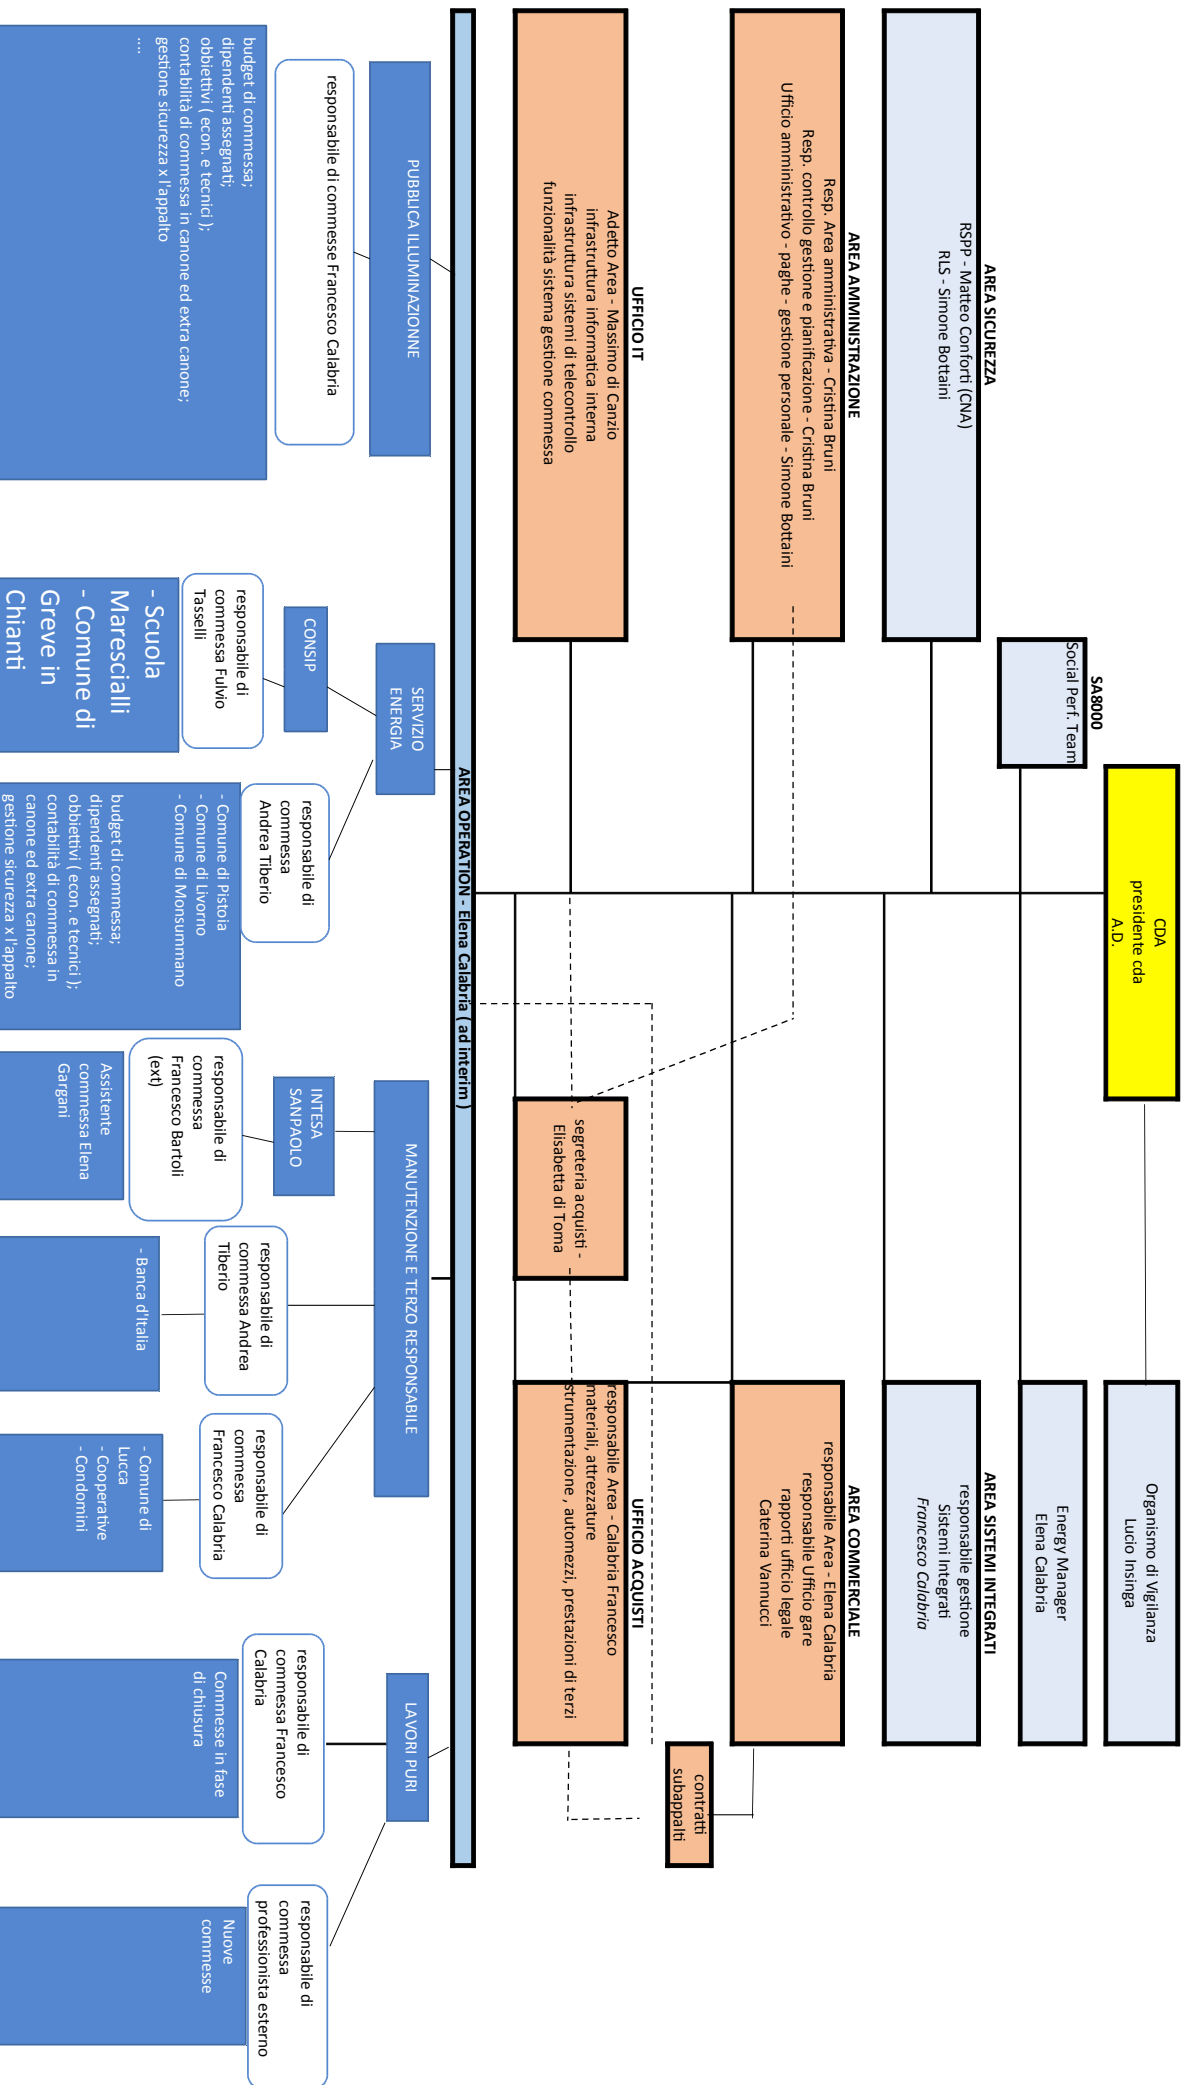 CDA
presidente cda
A.D.
Organismo di Vigilanza
Lucio Insinga
SA8000
Social Perf. Team
Energy Manager
Elena Calabria
AREA SICUREZZA
RSPP - Matteo Conforti (CNA)
RLS - Simone Bottaini
AREA SISTEMI INTEGRATI
responsabile gestione
Sistemi Integrati
Francesco Calabria
AREA AMMINISTRAZIONE
Resp. Area amministrativa - Cristina Bruni
Resp. controllo gestione e pianificazione - Cristina Bruni
Ufficio amministrativo - paghe - gestione personale - Simone Bottaini
AREA COMMERCIALE
responsabile Area - Elena Calabria
responsabile Ufficio gare
rapporti ufficio legale
Caterina Vannucci
contratti
subappalti
UFFICIO IT
Adetto Area - Massimo di Canzio
infrastruttura informatica interna
infrastruttura sistemi di telecontrollo
funzionalità sistema gestione commessa
segreteria acquisti -
Elisabetta di Toma
UFFICIO ACQUISTI
responsabile Area - Calabria Francesco
materiali, attrezzature
strumentazione , automezzi, prestazioni di terzi
AREA OPERATION - Elena Calabria ( ad interim )
PUBBLICA ILLUMINAZIONNE
responsabile di commesse Francesco Calabria
budget di commessa;
dipendenti assegnati;
obbiettivi ( econ. e tecnici );
contabilità di commessa in canone ed extra canone;
gestione sicurezza x l'appalto
....
SERVIZIO
ENERGIA
CONSIP
responsabile di
commessa Fulvio
Tasselli
- Scuola
Marescialli
- Comune di
Greve in
Chianti
responsabile di
commessa
Andrea Tiberio
- Comune di Pistoia
- Comune di Livorno
- Comune di Monsummano
budget di commessa;
dipendenti assegnati;
obbiettivi ( econ. e tecnici );
contabilità di commessa in
canone ed extra canone;
gestione sicurezza x l'appalto
MANUTENZIONE E TERZO RESPONSABILE
INTESA
SANPAOLO
responsabile di
commessa
Francesco Bartoli
(ext)
Assistente
commessa Elena
Gargani
responsabile di
commessa Andrea
Tiberio
- Banca d'Italia
responsabile di
commessa
Francesco Calabria
- Comune di
Lucca
- Cooperative
- Condomini
LAVORI PURI
responsabile di
commessa Francesco
Calabria
Commesse in fase
di chiusura
responsabile di
commessa
professionista esterno
Nuove
commesse